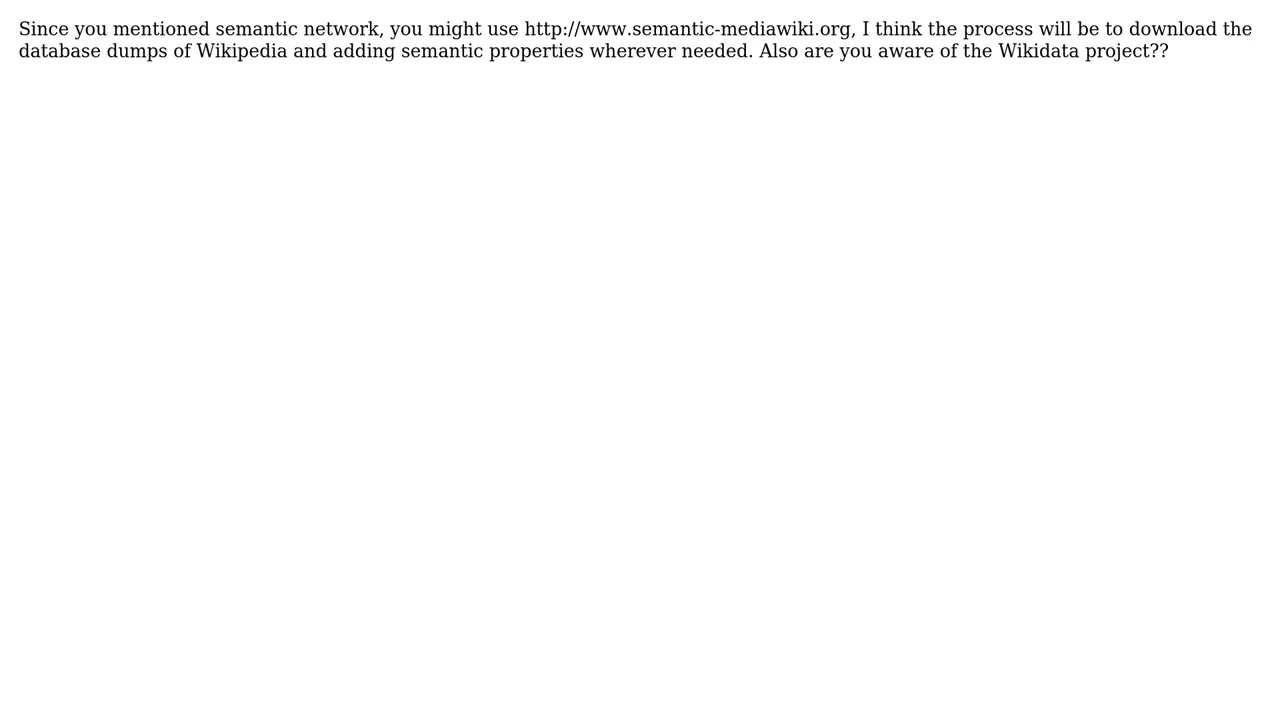 Since you mentioned semantic network, you might use http://www.semantic-mediawiki.org, I think the process will be to download the
database dumps of Wikipedia and adding semantic properties wherever needed. Also are you aware of the Wikidata project??